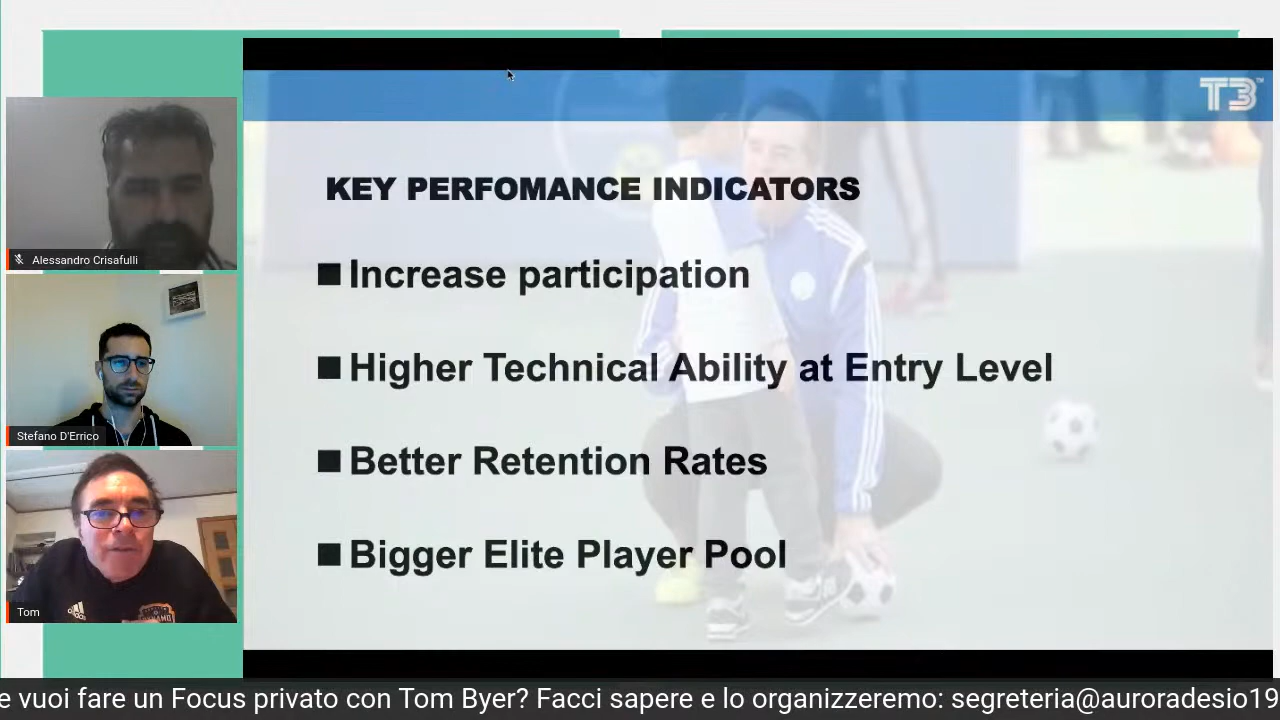 T3™
KEY PERFOMANCE INDICATORS
Increase participation
Higher Technical Ability at Entry Level
Better Retention Rates
Bigger Elite Player Pool
Alessandro Crisafulli
Stefano D'Errico
Tom
e vuoi fare un Focus privato con Tom Byer? Facci sapere e lo organizzeremo: segreteria@auroradesio19